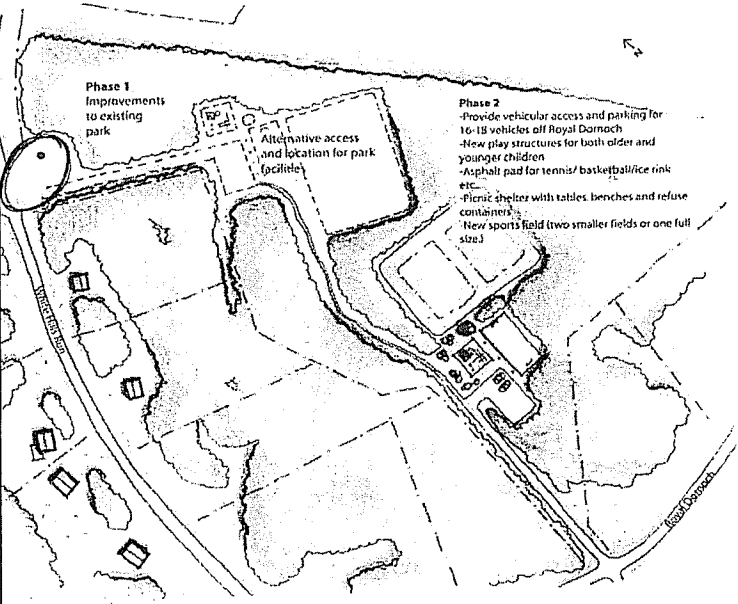 N
Phase 1
Improvements
to existing
park
Alternative access
and location for park
facilities
Phase 2
-Provide vehicular access and parking for
16-18 vehicles off Royal Dornoch
-New play structures for both older and
younger children
-Asphalt pad for tennis/ basketball/ice rink
etc..
-Picnic shelter with tables, benches and refuse
containers
-New sports field (two smaller fields or one full
size.)
White Tail Run
Royal Dornoch